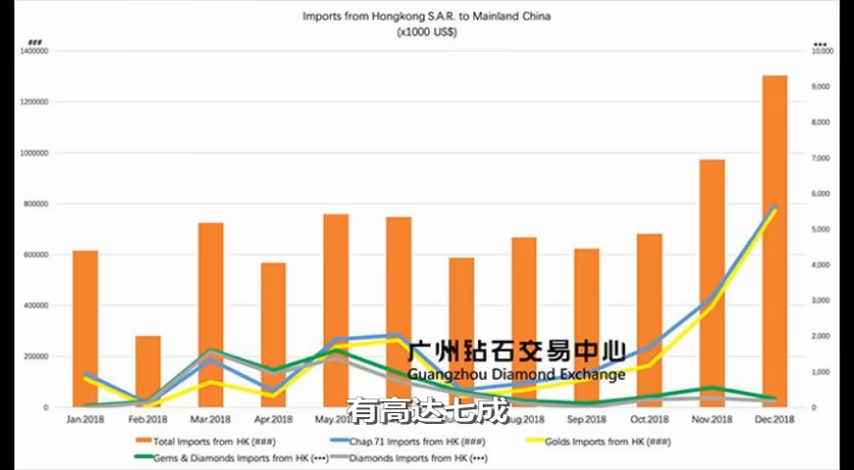 Imports from Hongkong S.A.R. to Mainland China
(x1000 US$)
###
•••
1400000
1200000
1000000
800000
600000
400000
200000
0
10,000
9,000
8,000
7,000
6,000
5,000
4,000
3,000
2,000
1,000
0
广州钻石交易中心
Guangzhou Diamond Exchange
Jan.2018 Feb.2018 Mar.2018 Apr.2018 May. Aug.2018 Sep.2018 Oct.2018 Nov.2018 Dec.2018
有高达七成
Total Imports from HK (###) Chap.71 Imports from HK (###) Golds Imports from HK (###)
Gems & Diamonds Imports from HK (•••) Diamonds Imports from HK (•••)